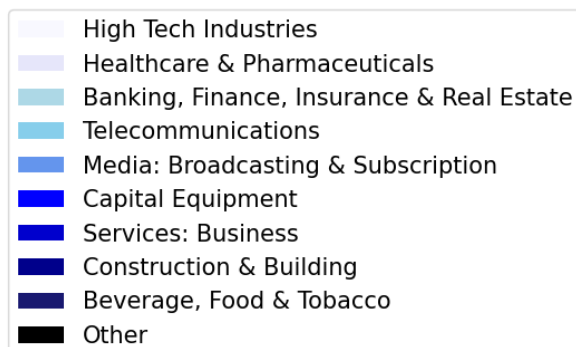 High Tech Industries
Healthcare & Pharmaceuticals
Banking, Finance, Insurance & Real Estate
Telecommunications
Media: Broadcasting & Subscription
Capital Equipment
Services: Business
Construction & Building
Beverage, Food & Tobacco
Other